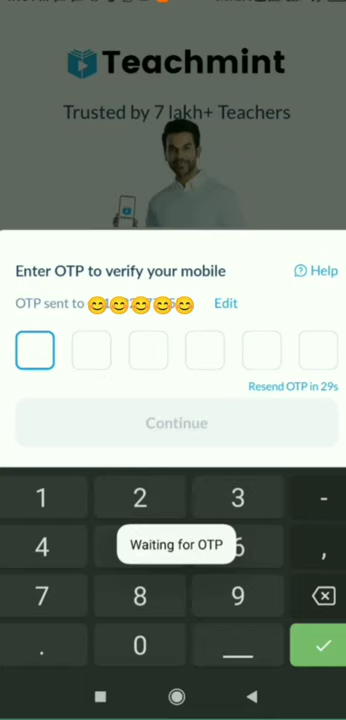 Teachmint
Trusted by 7 lakh+ Teachers
Enter OTP to verify your mobile
Help
OTP sent to
Edit
Resend OTP in 29s
Continue
1 2 3 -
4 6 ,
Waiting for OTP
7 8 9
. 0